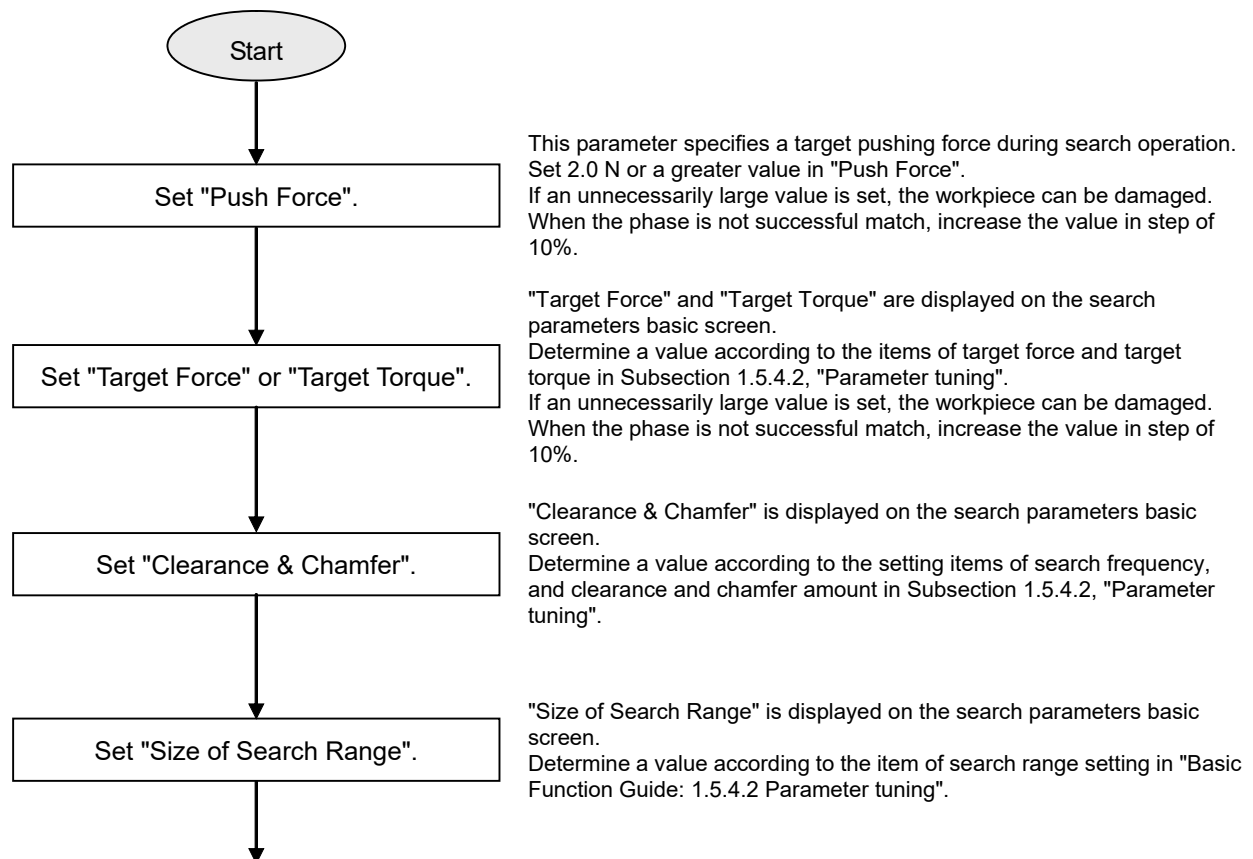 Start
Set "Push Force".
This parameter specifies a target pushing force during search operation.
Set 2.0 N or a greater value in "Push Force".
If an unnecessarily large value is set, the workpiece can be damaged.
When the phase is not successful match, increase the value in step of
10%.
Set "Target Force" or "Target Torque".
"Target Force" and "Target Torque" are displayed on the search
parameters basic screen.
Determine a value according to the items of target force and target
torque in Subsection 1.5.4.2, "Parameter tuning".
If an unnecessarily large value is set, the workpiece can be damaged.
When the phase is not successful match, increase the value in step of
10%.
Set "Clearance & Chamfer".
"Clearance & Chamfer" is displayed on the search parameters basic
screen.
Determine a value according to the setting items of search frequency,
and clearance and chamfer amount in Subsection 1.5.4.2, "Parameter
tuning".
Set "Size of Search Range".
"Size of Search Range" is displayed on the search parameters basic
screen.
Determine a value according to the item of search range setting in "Basic
Function Guide: 1.5.4.2 Parameter tuning".